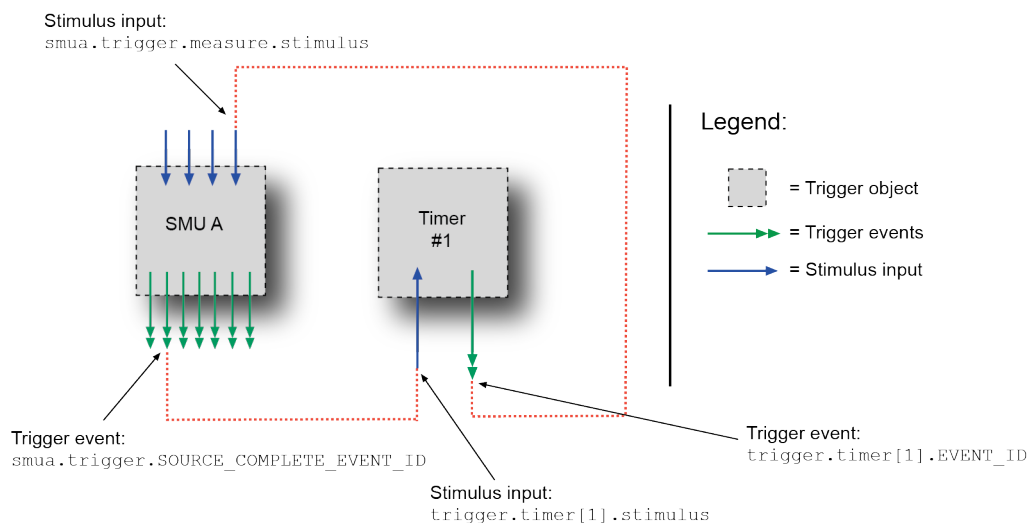 Stimulus input:
smua.trigger.measure.stimulus
Legend:
SMU A
Timer
#1
= Trigger object
= Trigger events
= Stimulus input
Trigger event:
smua.trigger.SOURCE_COMPLETE_EVENT_ID
Trigger event:
trigger.timer[1].EVENT_ID
Stimulus input:
trigger.timer[1].stimulus